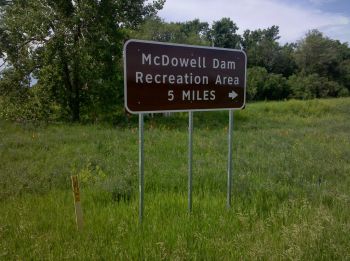 McDowell Dam
Recreation Area
5 MILES →